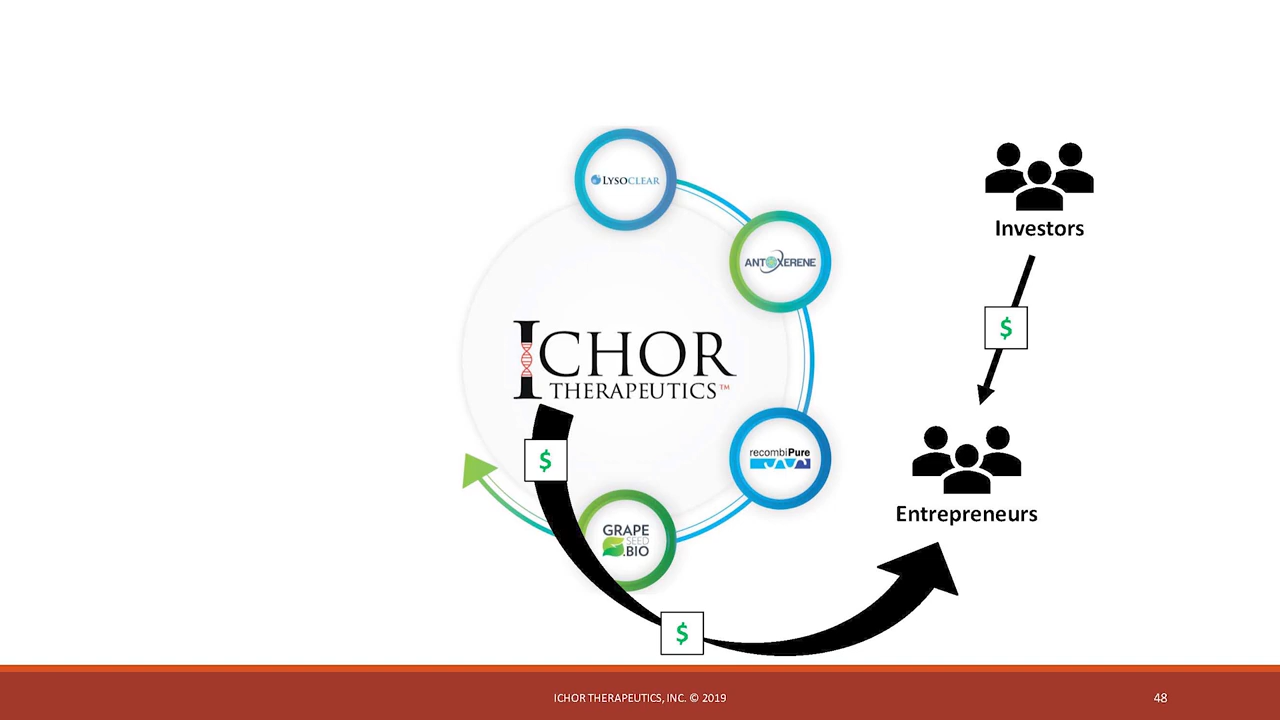 LYSOCLEAR
ANTOXERENE
ICHOR
THERAPEUTICS™
recombiPure
GRAPE
SEED
.BIO
$
$
Investors
$
Entrepreneurs
ICHOR THERAPEUTICS, INC. © 2019
48